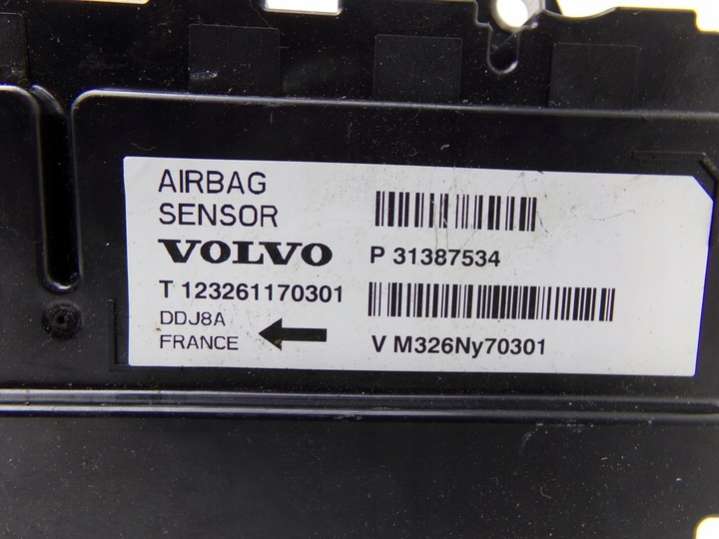 AIRBAG
SENSOR
VOLVO
P 31387534
T 123261170301
DDJ8A
FRANCE
V M326Ny70301